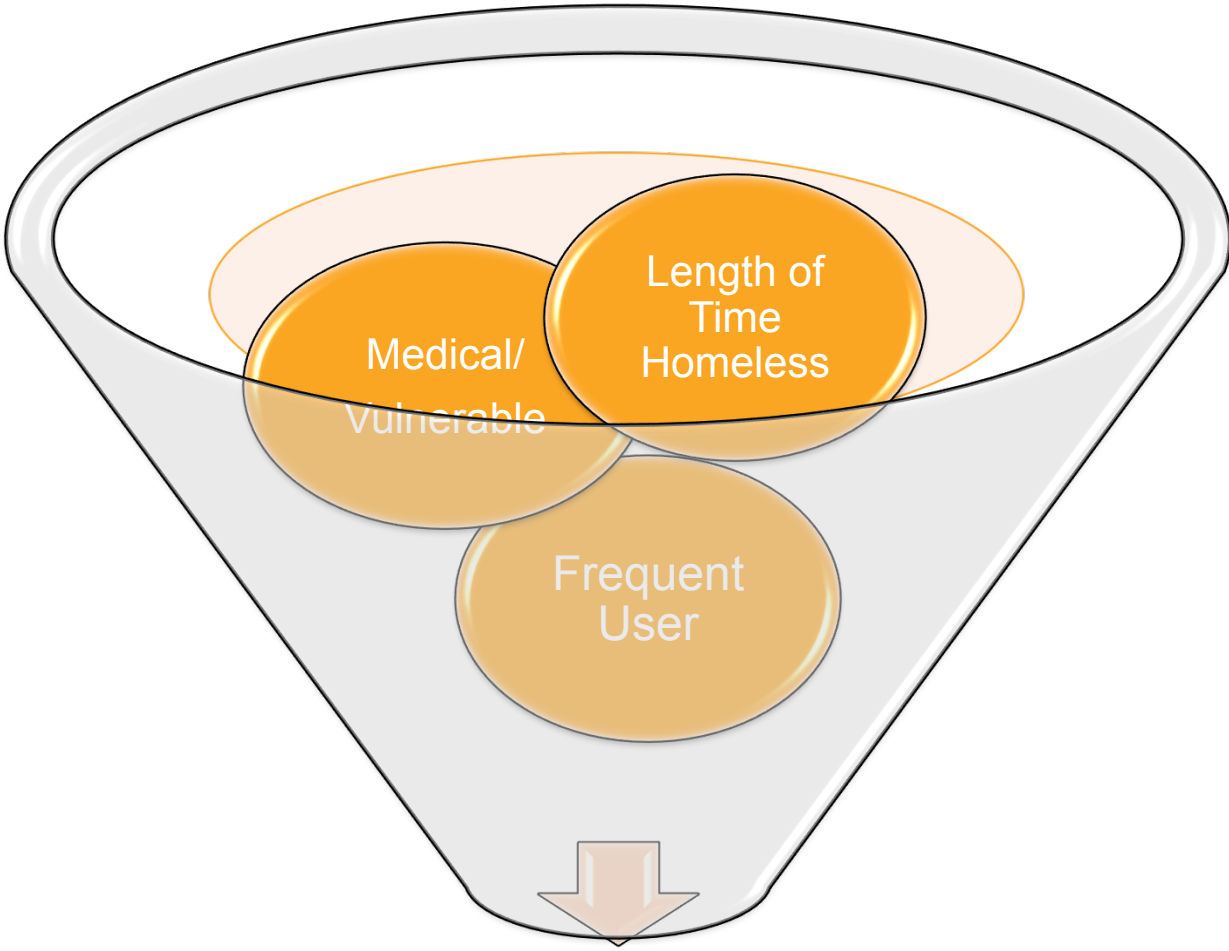 Length of
Time
Homeless
Medical/
Vulnerable
Frequent
User